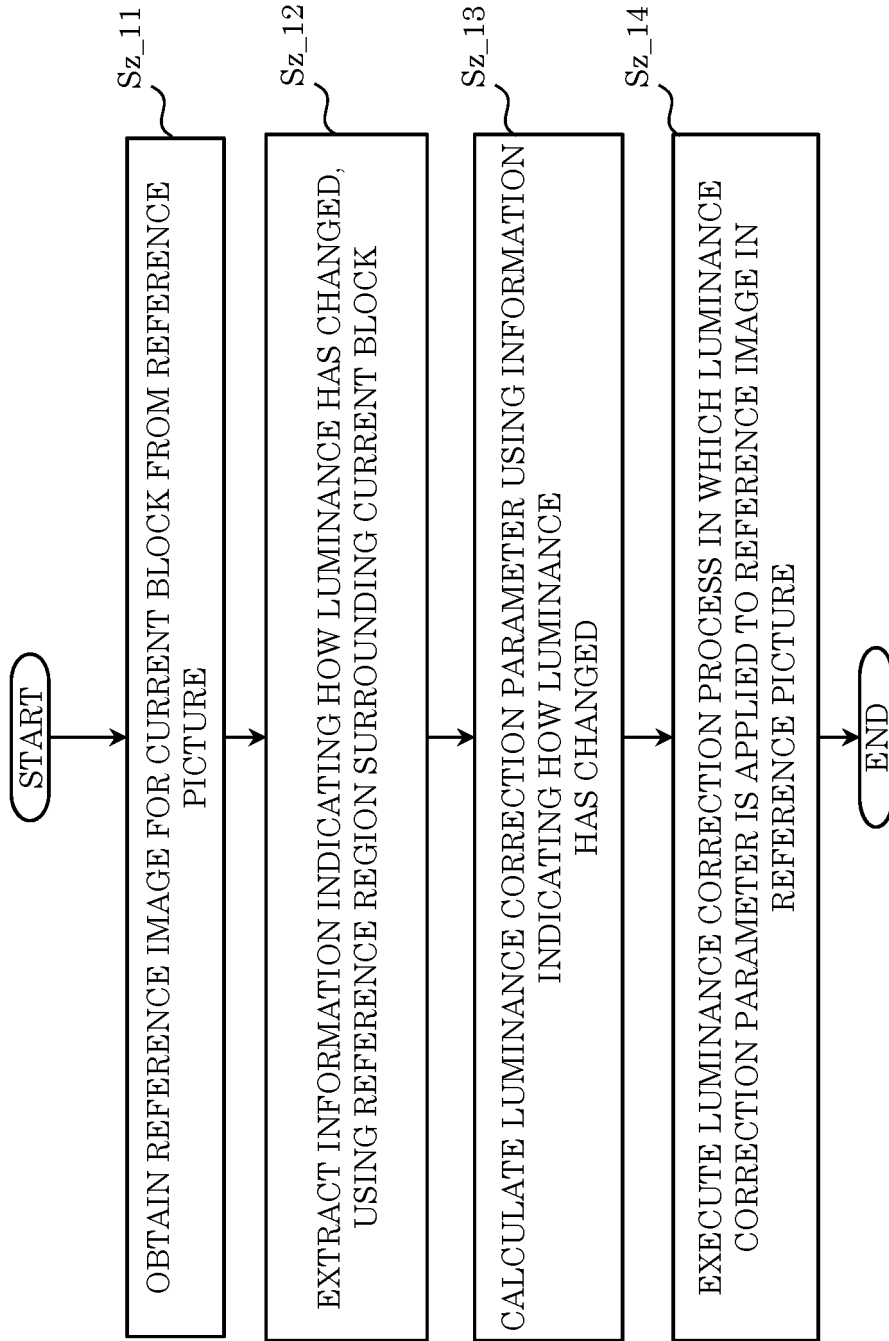 START
OBTAIN REFERENCE IMAGE FOR CURRENT BLOCK FROM REFERENCE
PICTURE
Sz_11
EXTRACT INFORMATION INDICATING HOW LUMINANCE HAS CHANGED,
USING REFERENCE REGION SURROUNDING CURRENT BLOCK
Sz_12
CALCULATE LUMINANCE CORRECTION PARAMETER USING INFORMATION
INDICATING HOW LUMINANCE
HAS CHANGED
Sz_13
EXECUTE LUMINANCE CORRECTION PROCESS IN WHICH LUMINANCE
CORRECTION PARAMETER IS APPLIED TO REFERENCE IMAGE IN
REFERENCE PICTURE
Sz_14
END